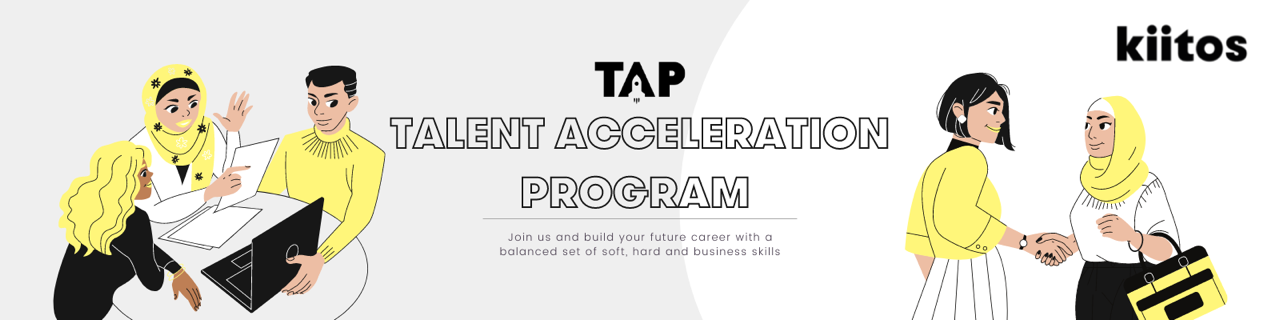 kiitos
TAP
TALENT ACCELERATION
PROGRAM
Join us and build your future career with a
balanced set of soft, hard and business skills